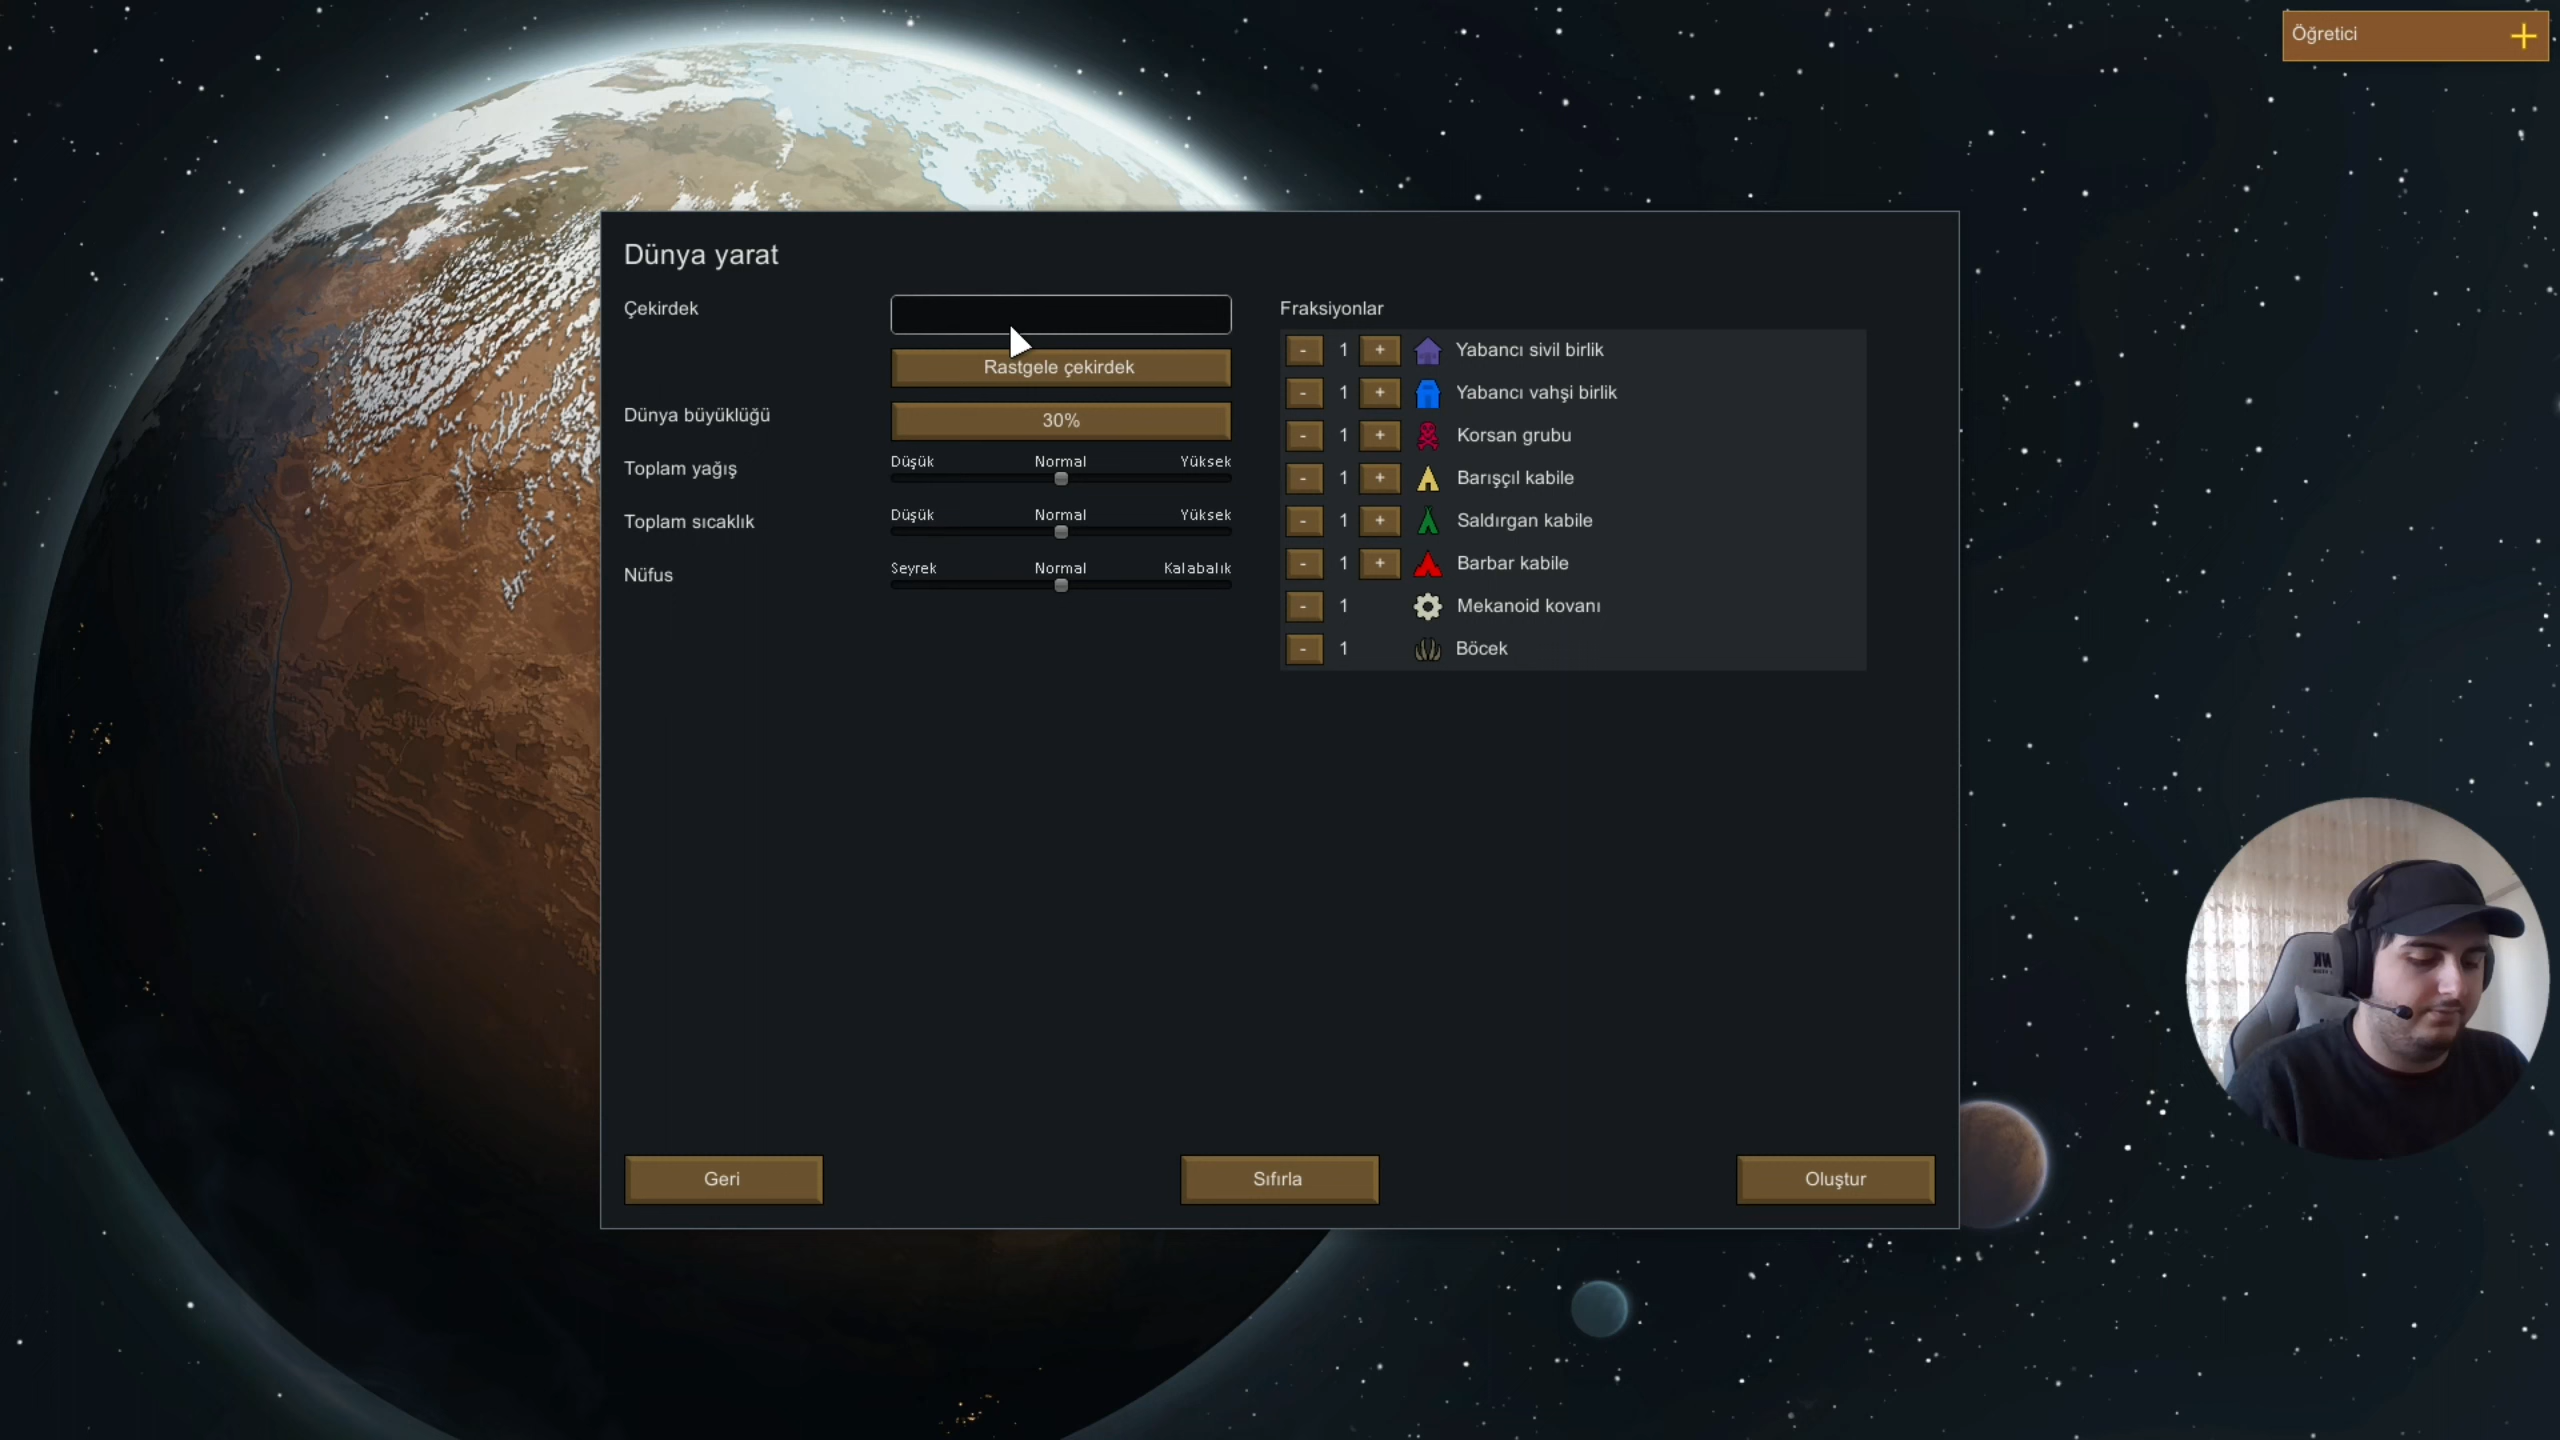 Öğretici
Dünya yarat
Çekirdek
Rastgele çekirdek
Dünya büyüklüğü
30%
Toplam yağış
Düşük Normal Yüksek
Toplam sıcaklık
Düşük Normal Yüksek
Nüfus
Seyrek Normal Kalabalık
Fraksiyonlar
- 1 + Yabancı sivil birlik
- 1 + Yabancı vahşi birlik
- 1 + Korsan grubu
- 1 + Barışçıl kabile
- 1 + Saldırgan kabile
- 1 + Barbar kabile
- 1 Mekanoid kovanı
- 1 Böcek
Geri
Sıfırla
Oluştur